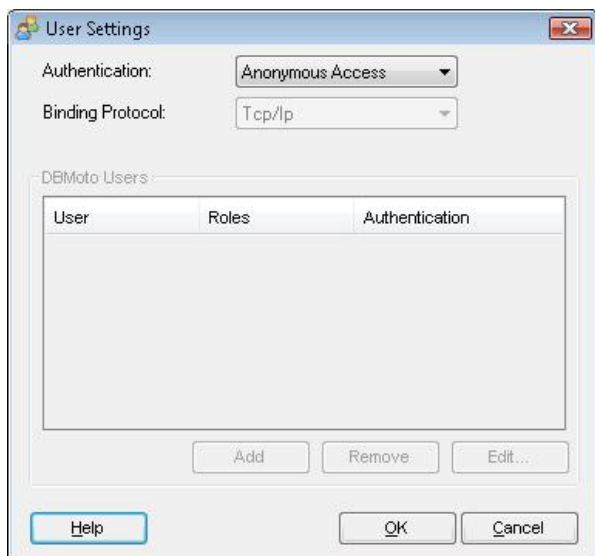 User Settings
Authentication: Anonymous Access
Binding Protocol: Tcp/Ip
DBMoto Users
User Roles Authentication
Add Remove Edit...
Help OK Cancel